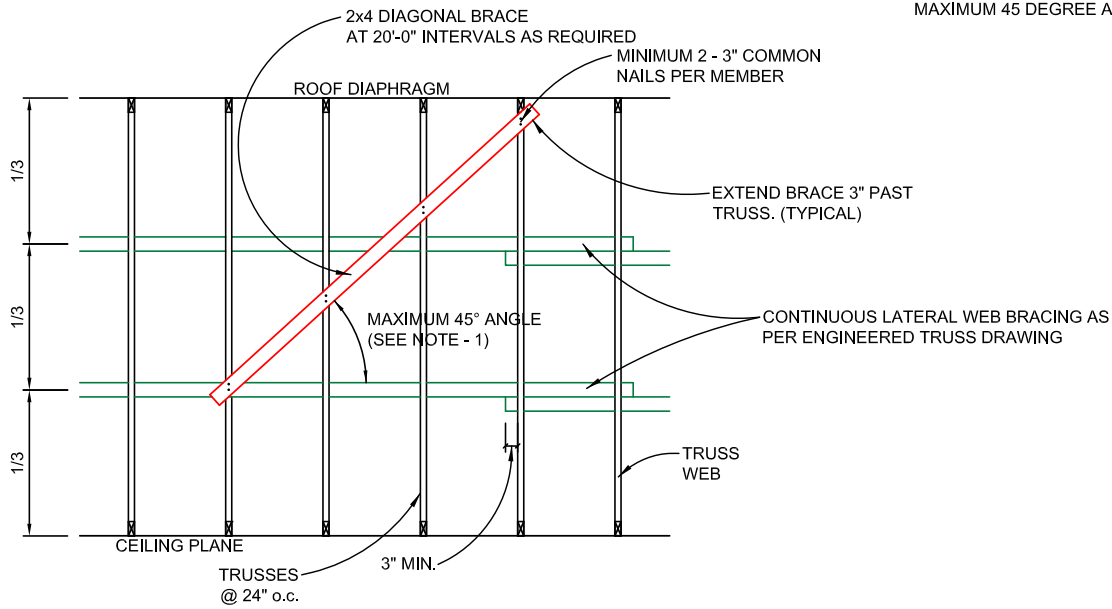 MAXIMUM 45 DEGREE A
2x4 DIAGONAL BRACE
AT 20'-0" INTERVALS AS REQUIRED
MINIMUM 2 - 3" COMMON
NAILS PER MEMBER
ROOF DIAPHRAGM
1/3
EXTEND BRACE 3" PAST
TRUSS. (TYPICAL)
1/3
MAXIMUM 45° ANGLE
(SEE NOTE - 1)
CONTINUOUS LATERAL WEB BRACING AS
PER ENGINEERED TRUSS DRAWING
1/3
TRUSS
WEB
CEILING PLANE
3" MIN.
TRUSSES
@ 24" o.c.